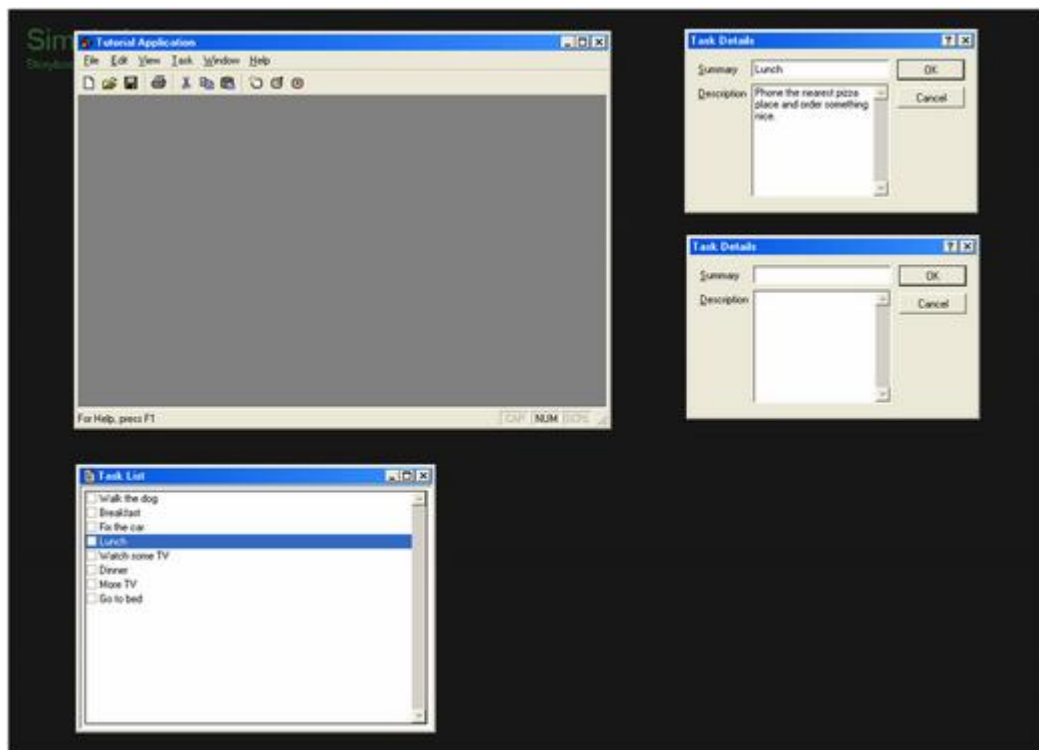 Sim
Tutorial Application
File Edit View Task Window Help
For Help, press F1
CAP NUM SCRL
Task Details
Summary Lunch
OK
Description Phone the nearest pizza
place and order something
nice.
Cancel
Task Details
Summary
OK
Description
Cancel
Task List
Walk the dog
Breakfast
Fix the car
Lunch
Watch some TV
Dinner
More TV
Go to bed